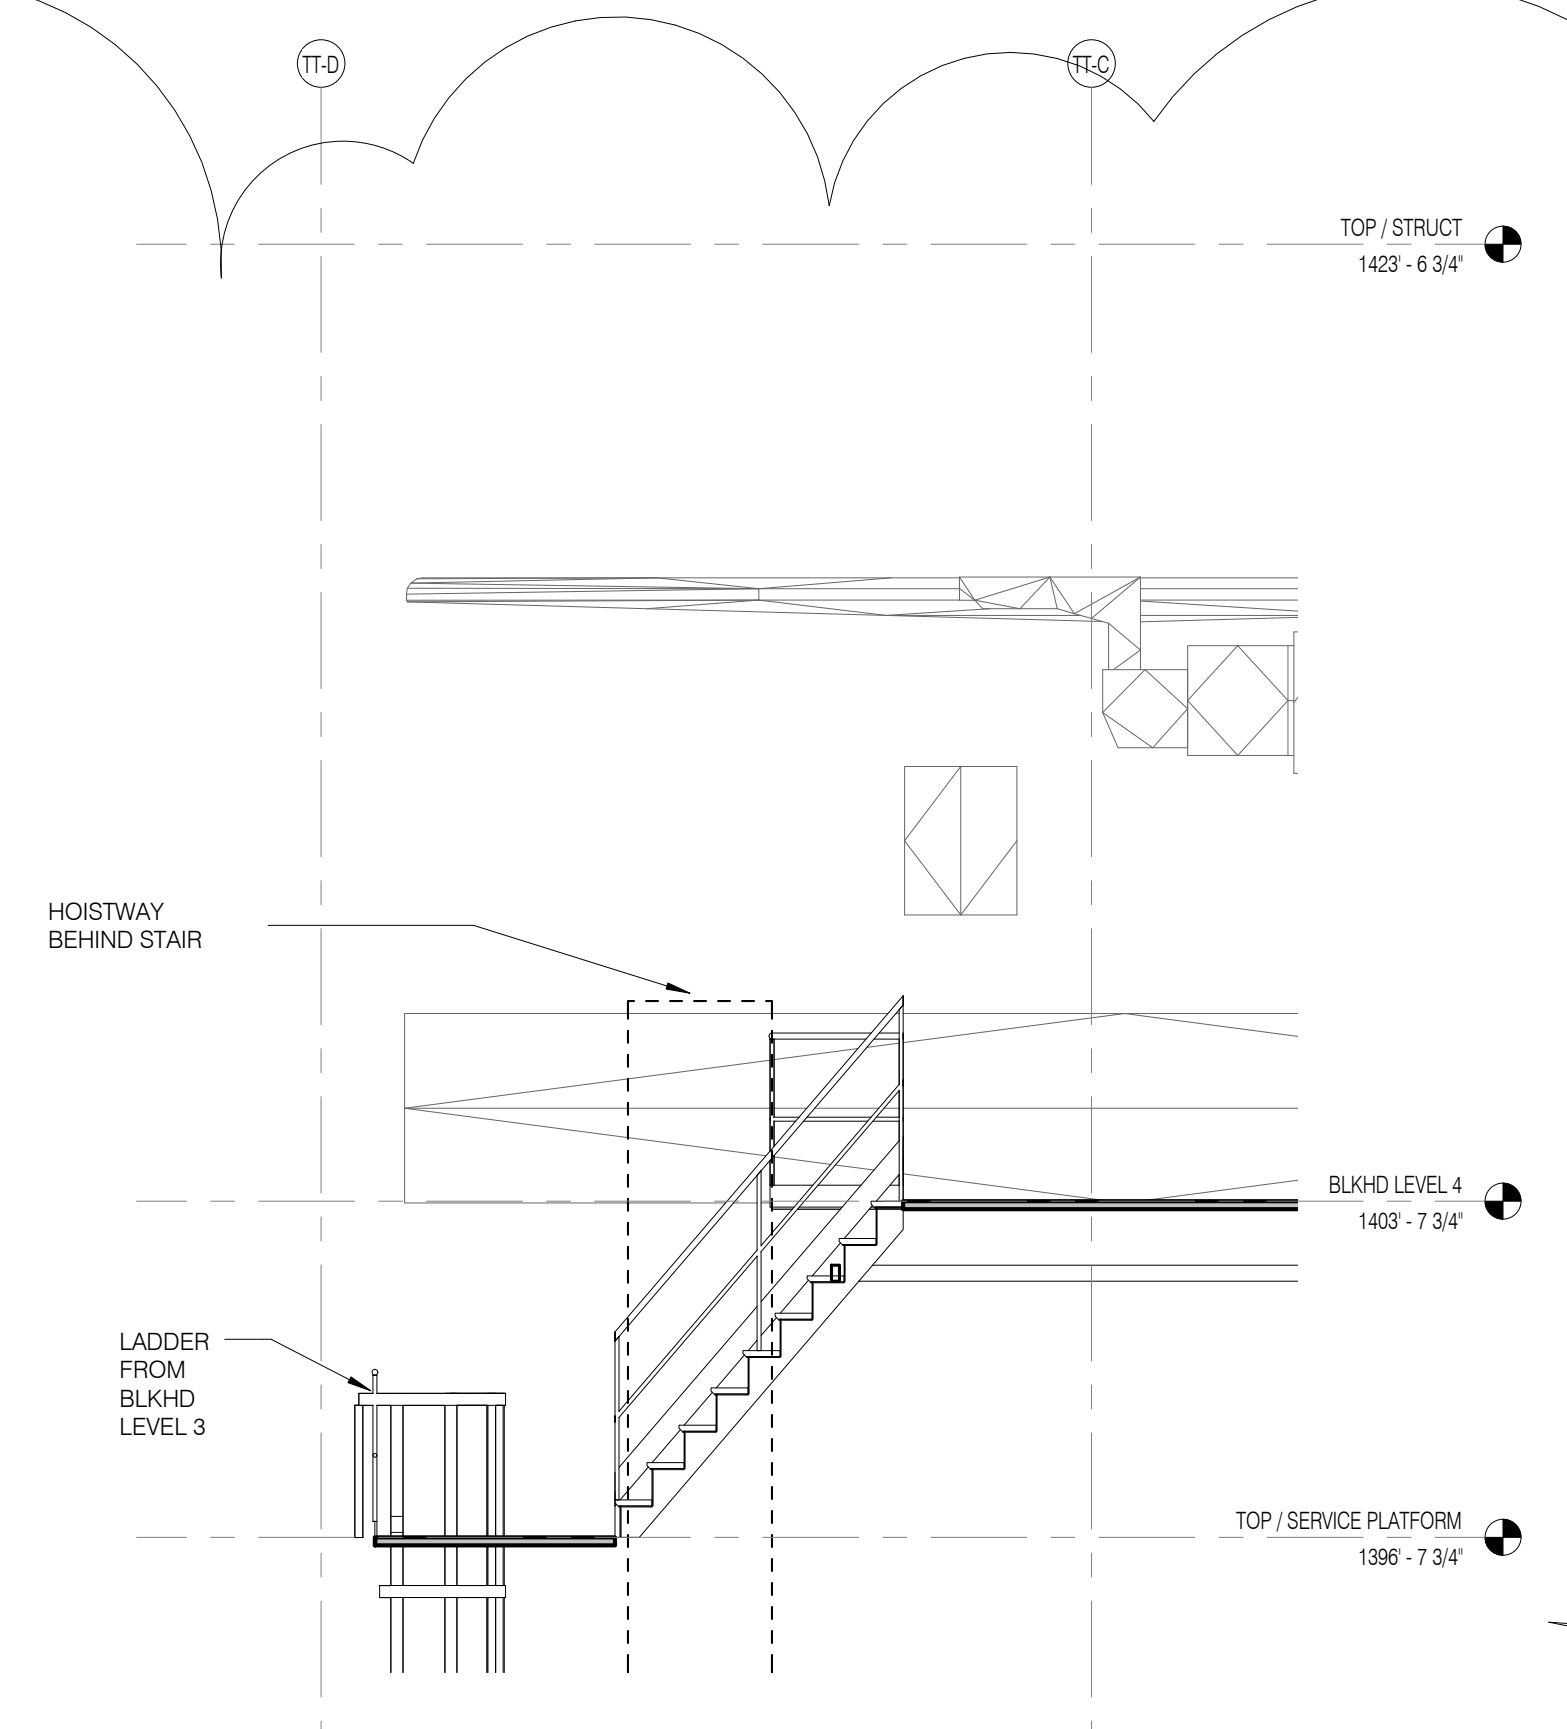 TT-D
TT-C
TOP / STRUCT
1423' - 6 3/4"
HOISTWAY
BEHIND STAIR
BLKHD LEVEL 4
1403' - 7 3/4"
LADDER
FROM
BLKHD
LEVEL 3
TOP / SERVICE PLATFORM
1396' - 7 3/4"